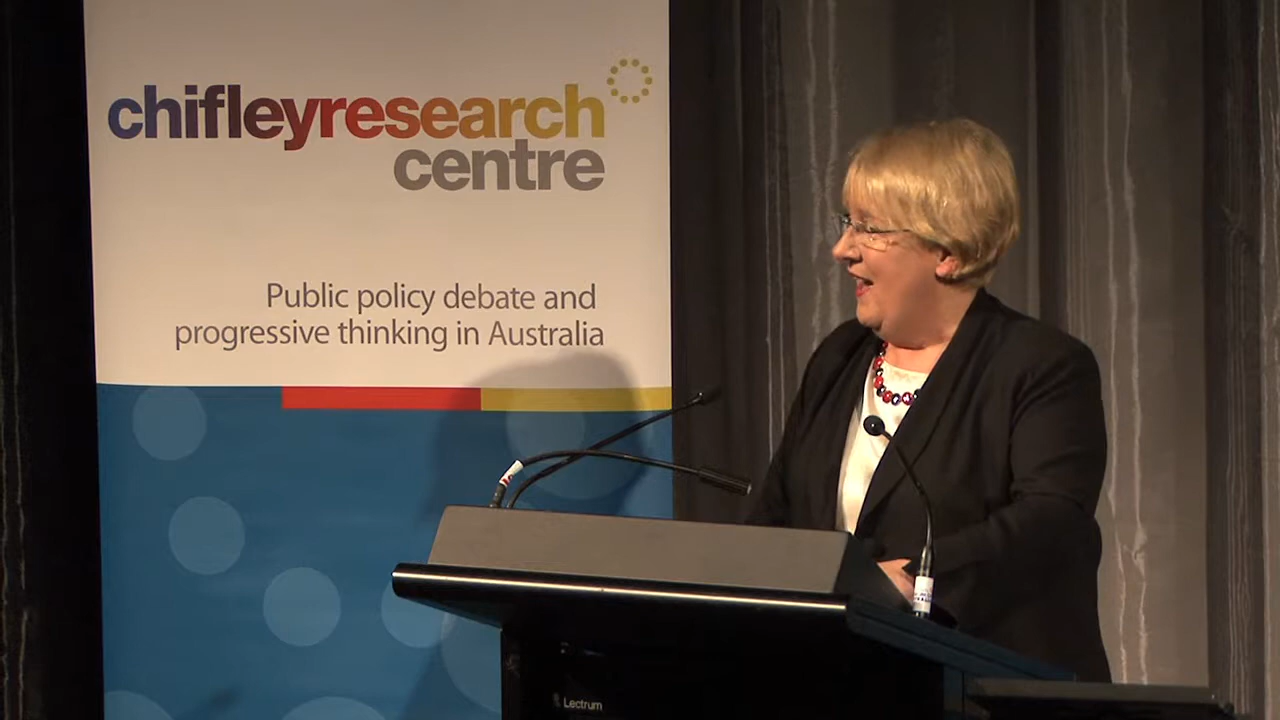 chifleyresearch
centre
Public policy debate and
progressive thinking in Australia
Lectrum